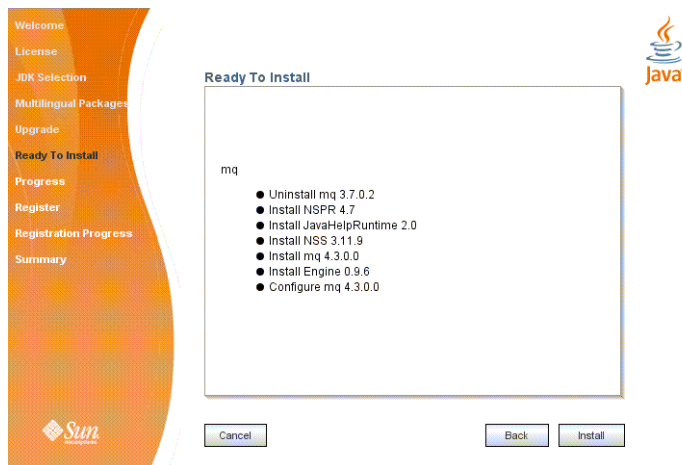 Welcome
License
JDK Selection
Multilingual Packages
Upgrade
Ready To Install
Progress
Register
Registration Progress
Summary
Sun
microsystems
Java
Ready To Install
mq
Uninstall mq 3.7.0.2
Install NSPR 4.7
Install JavaHelpRuntime 2.0
Install NSS 3.11.9
Install mq 4.3.0.0
Install Engine 0.9.6
Configure mq 4.3.0.0
Cancel
Back
Install